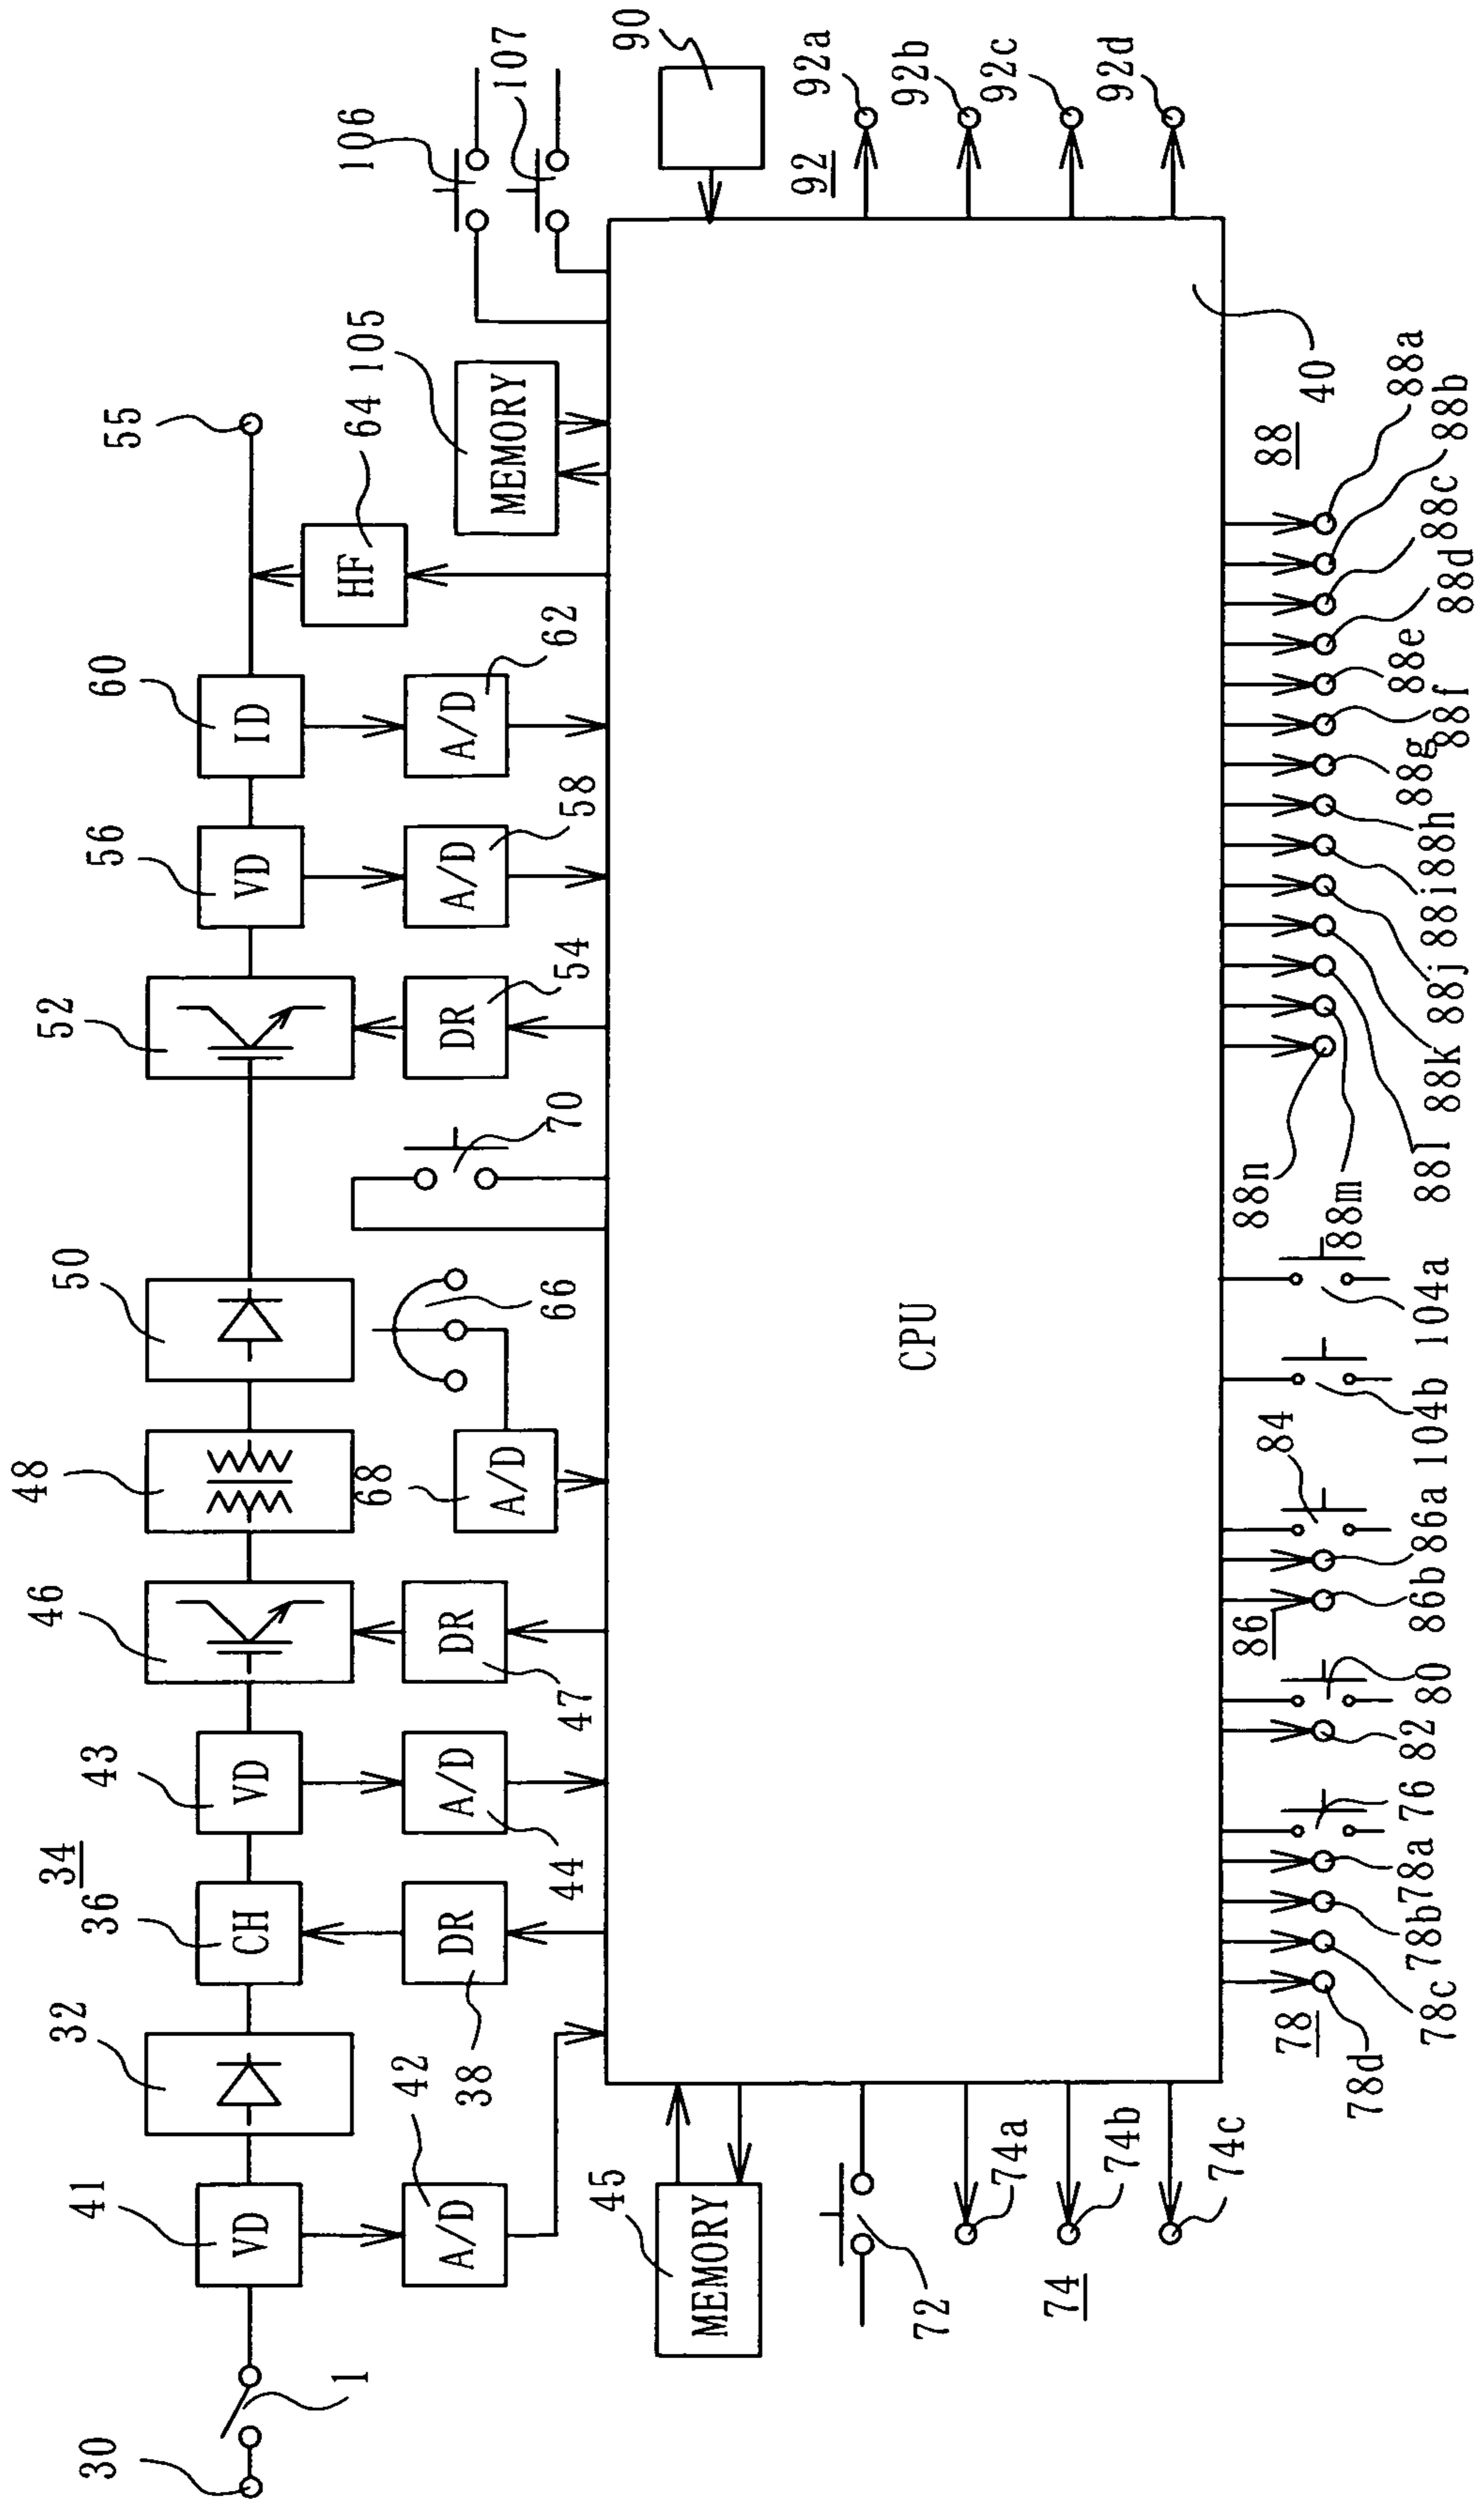 30
1
41
VD
32
34
36
CH
43
VD
46
48
50
52
56
VD
60
ID
55
42
A/D
38
DR
44
A/D
47
DR
68
A/D
66
70
54
DR
58
A/D
62
A/D
64
HF
105
MEMORY
106
107
45
MEMORY
72
74
74a
74b
74c
CPU
40
90
92
92a
92b
92c
92d
78
78d
78c
78b
78a
76
82
80
86
86b
86a
84
104b
104a
88n
88m
88l
88k
88j
88i
88h
88g
88f
88e
88d
88c
88b
88a
88